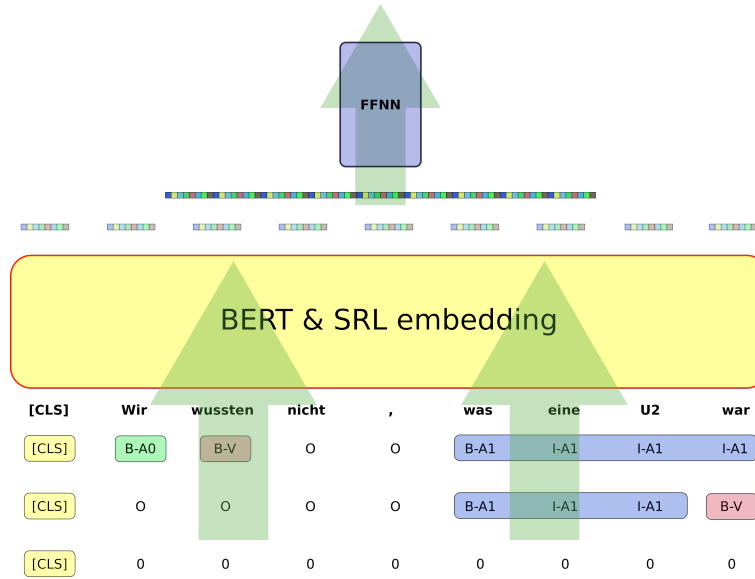 FFNN
BERT & SRL embedding
[CLS] Wir wussten nicht , was eine U2 war
[CLS] B-A0 B-V O O B-A1 I-A1 I-A1 I-A1
[CLS] O O O O B-A1 I-A1 I-A1 B-V
[CLS] 0 0 0 0 0 0 0 0